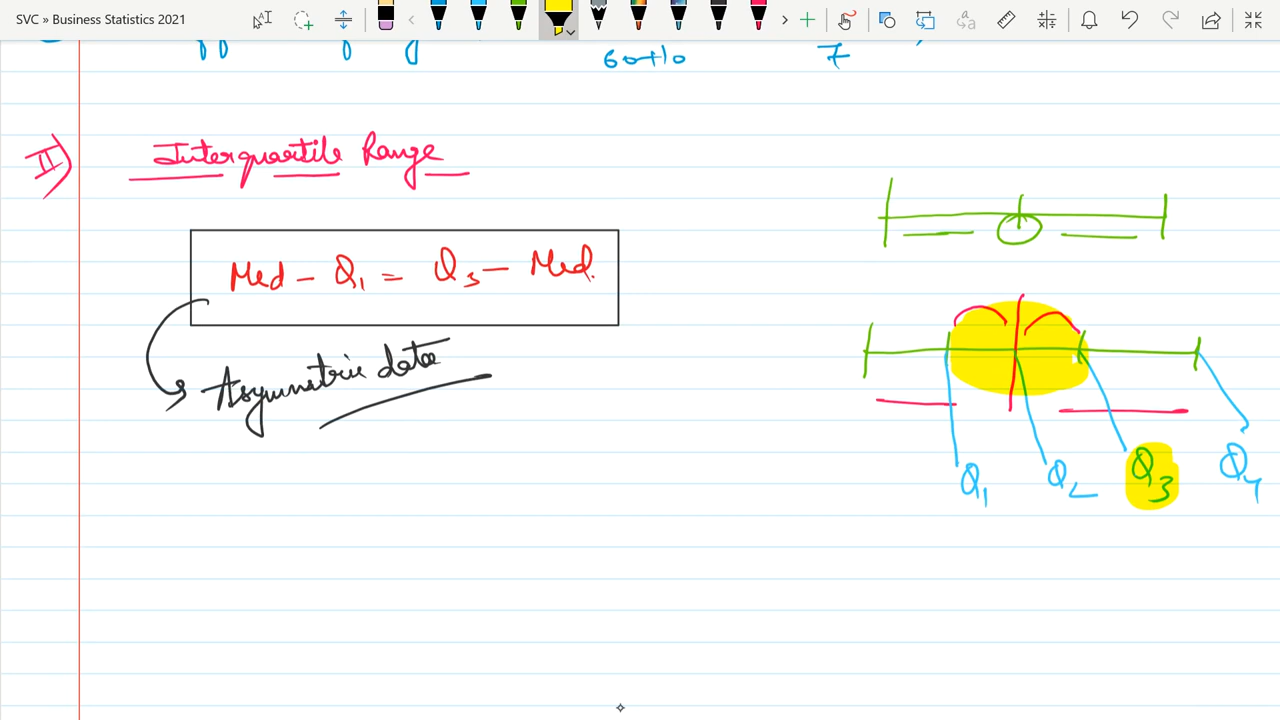 SVC » Business Statistics 2021
60+10
7
II) Interquartile Range
Med - Q1 = Q3 - Med.
Asymmetric data
Q1 Q2 Q3 Q4